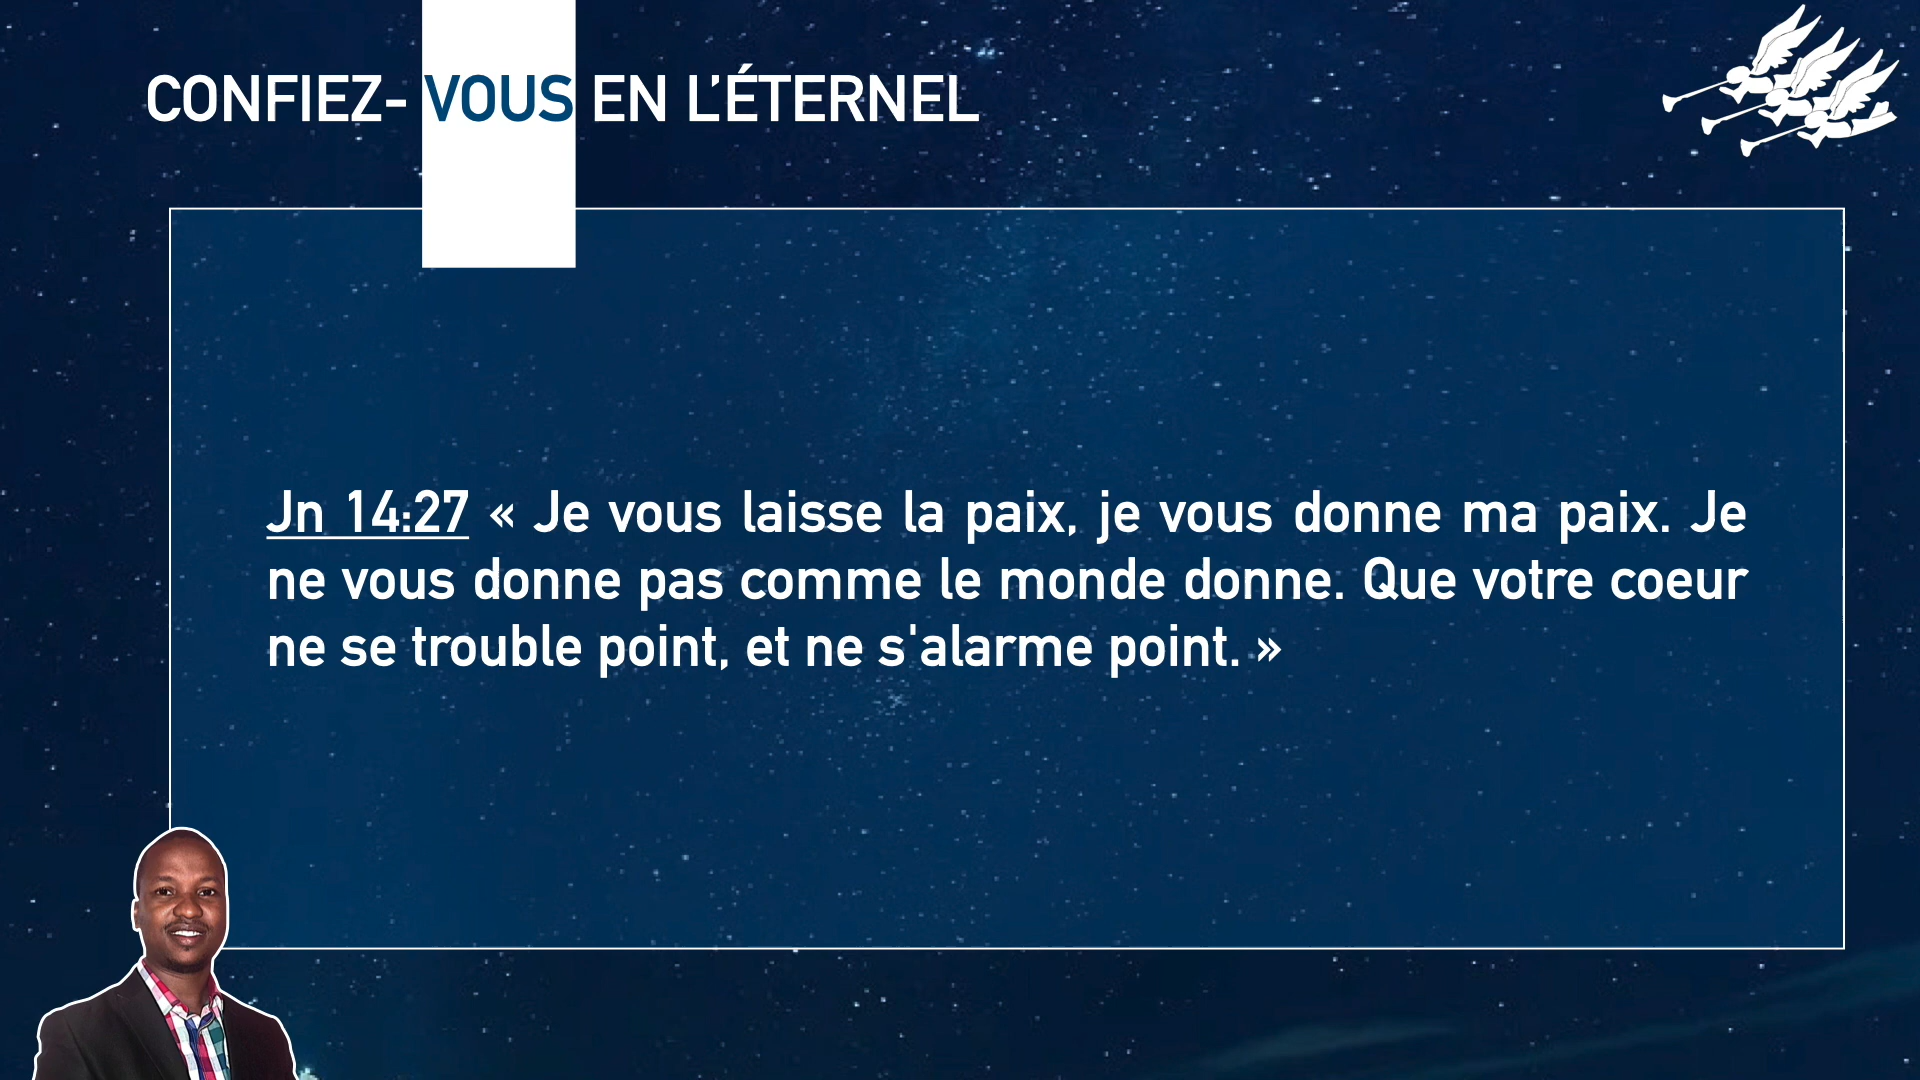 CONFIEZ- VOUS EN L’ÉTERNEL
Jn 14:27 « Je vous laisse la paix, je vous donne ma paix. Je
ne vous donne pas comme le monde donne. Que votre coeur
ne se trouble point, et ne s'alarme point. »